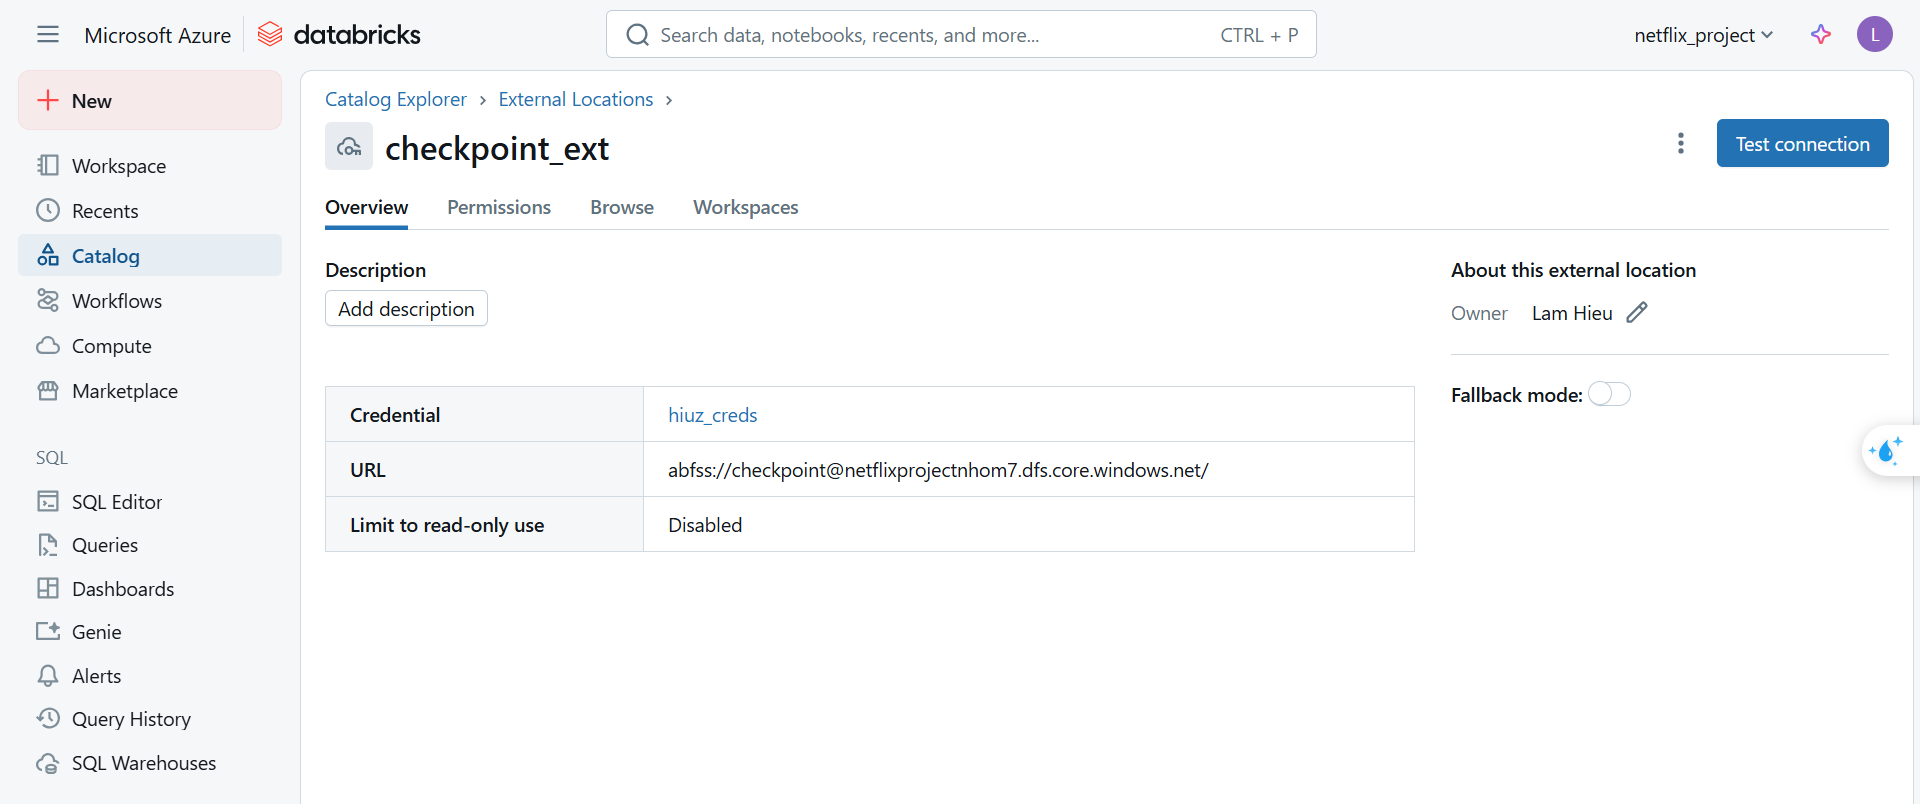 Microsoft Azure databricks
Search data, notebooks, recents, and more... CTRL + P
netflix_project L
New
Workspace
Recents
Catalog
Workflows
Compute
Marketplace
SQL
SQL Editor
Queries
Dashboards
Genie
Alerts
Query History
SQL Warehouses
Catalog Explorer › External Locations ›
checkpoint_ext
Test connection
Overview Permissions Browse Workspaces
Description
Add description
Credential hiuz_creds
URL abfss://checkpoint@netflixprojectnhom7.dfs.core.windows.net/
Limit to read-only use Disabled
About this external location
Owner Lam Hieu
Fallback mode: